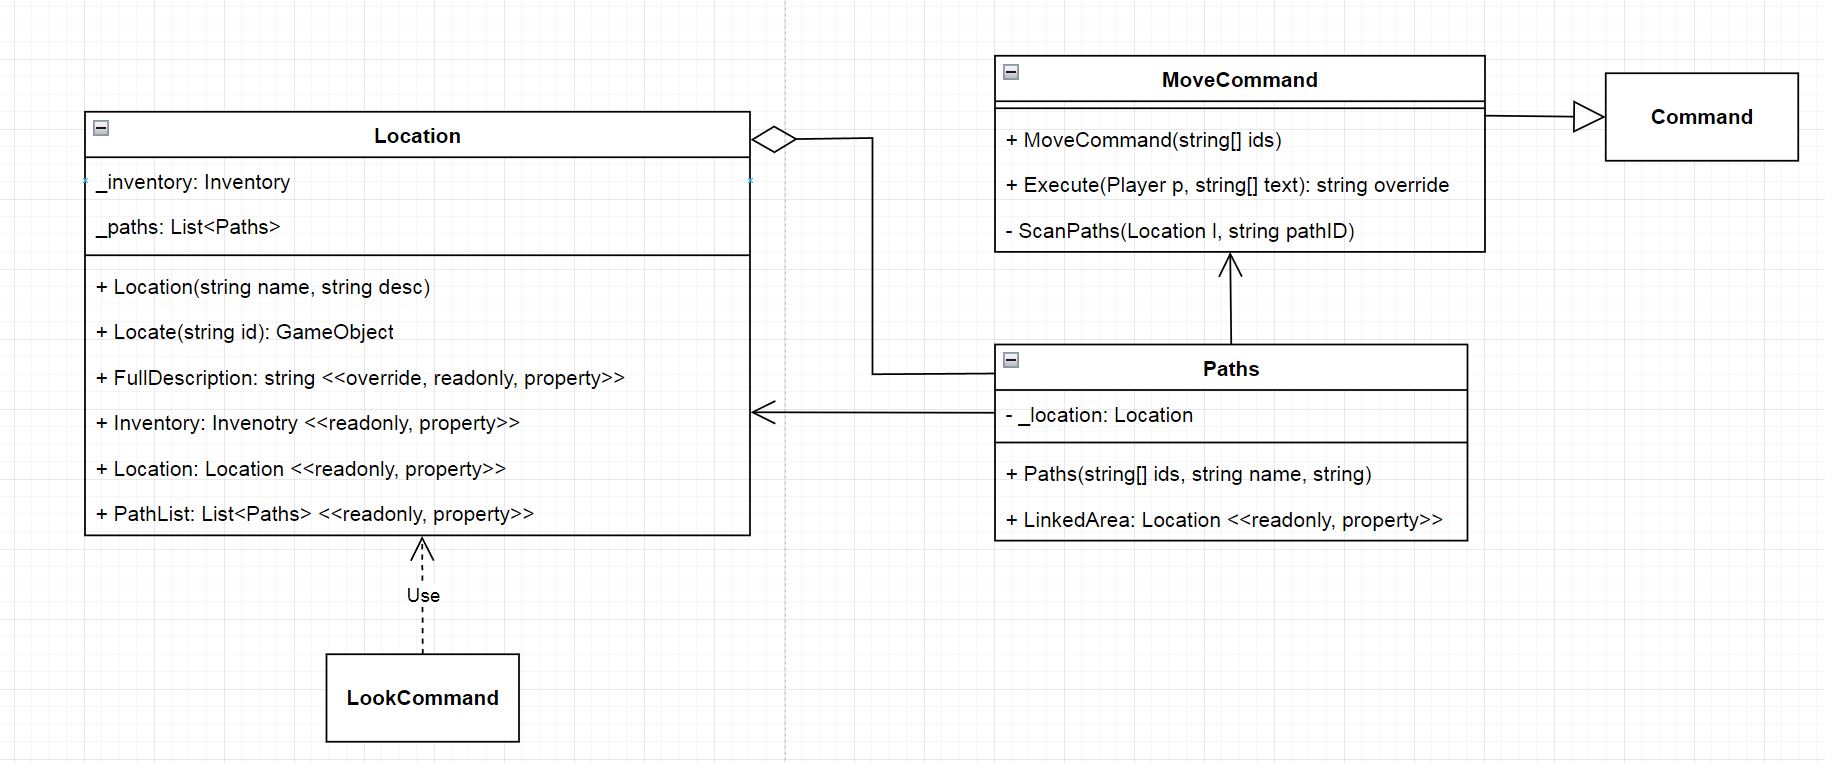 Location
_inventory: Inventory
_paths: List<Paths>
+ Location(string name, string desc)
+ Locate(string id): GameObject
+ FullDescription: string <<override, readonly, property>>
+ Inventory: Invenotry <<readonly, property>>
+ Location: Location <<readonly, property>>
+ PathList: List<Paths> <<readonly, property>>
Use
LookCommand
MoveCommand
+ MoveCommand(string[] ids)
+ Execute(Player p, string[] text): string override
- ScanPaths(Location l, string pathID)
Command
Paths
- _location: Location
+ Paths(string[] ids, string name, string)
+ LinkedArea: Location <<readonly, property>>